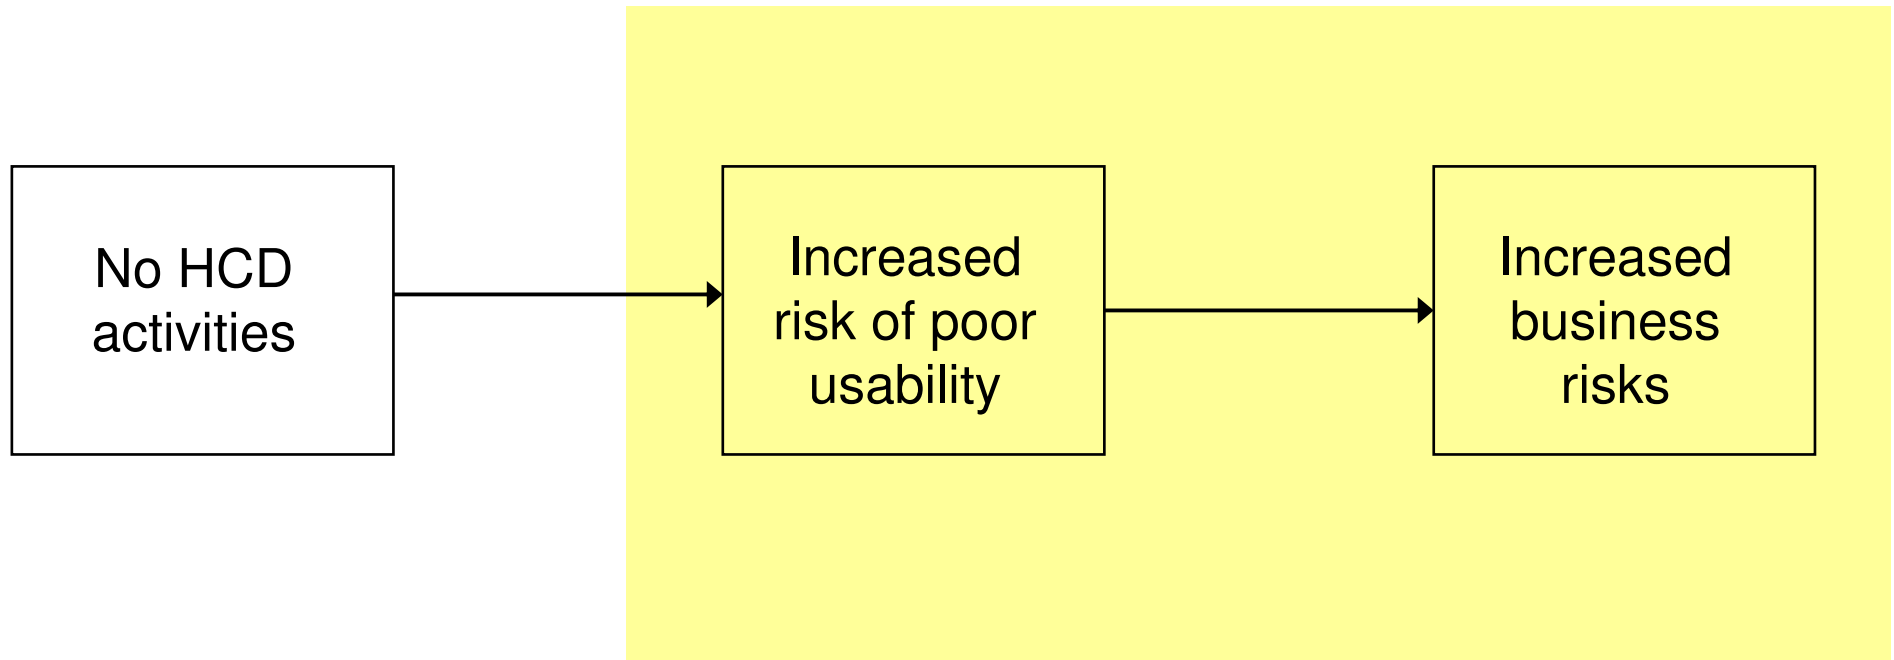 No HCD
activities
Increased
risk of poor
usability
Increased
business
risks